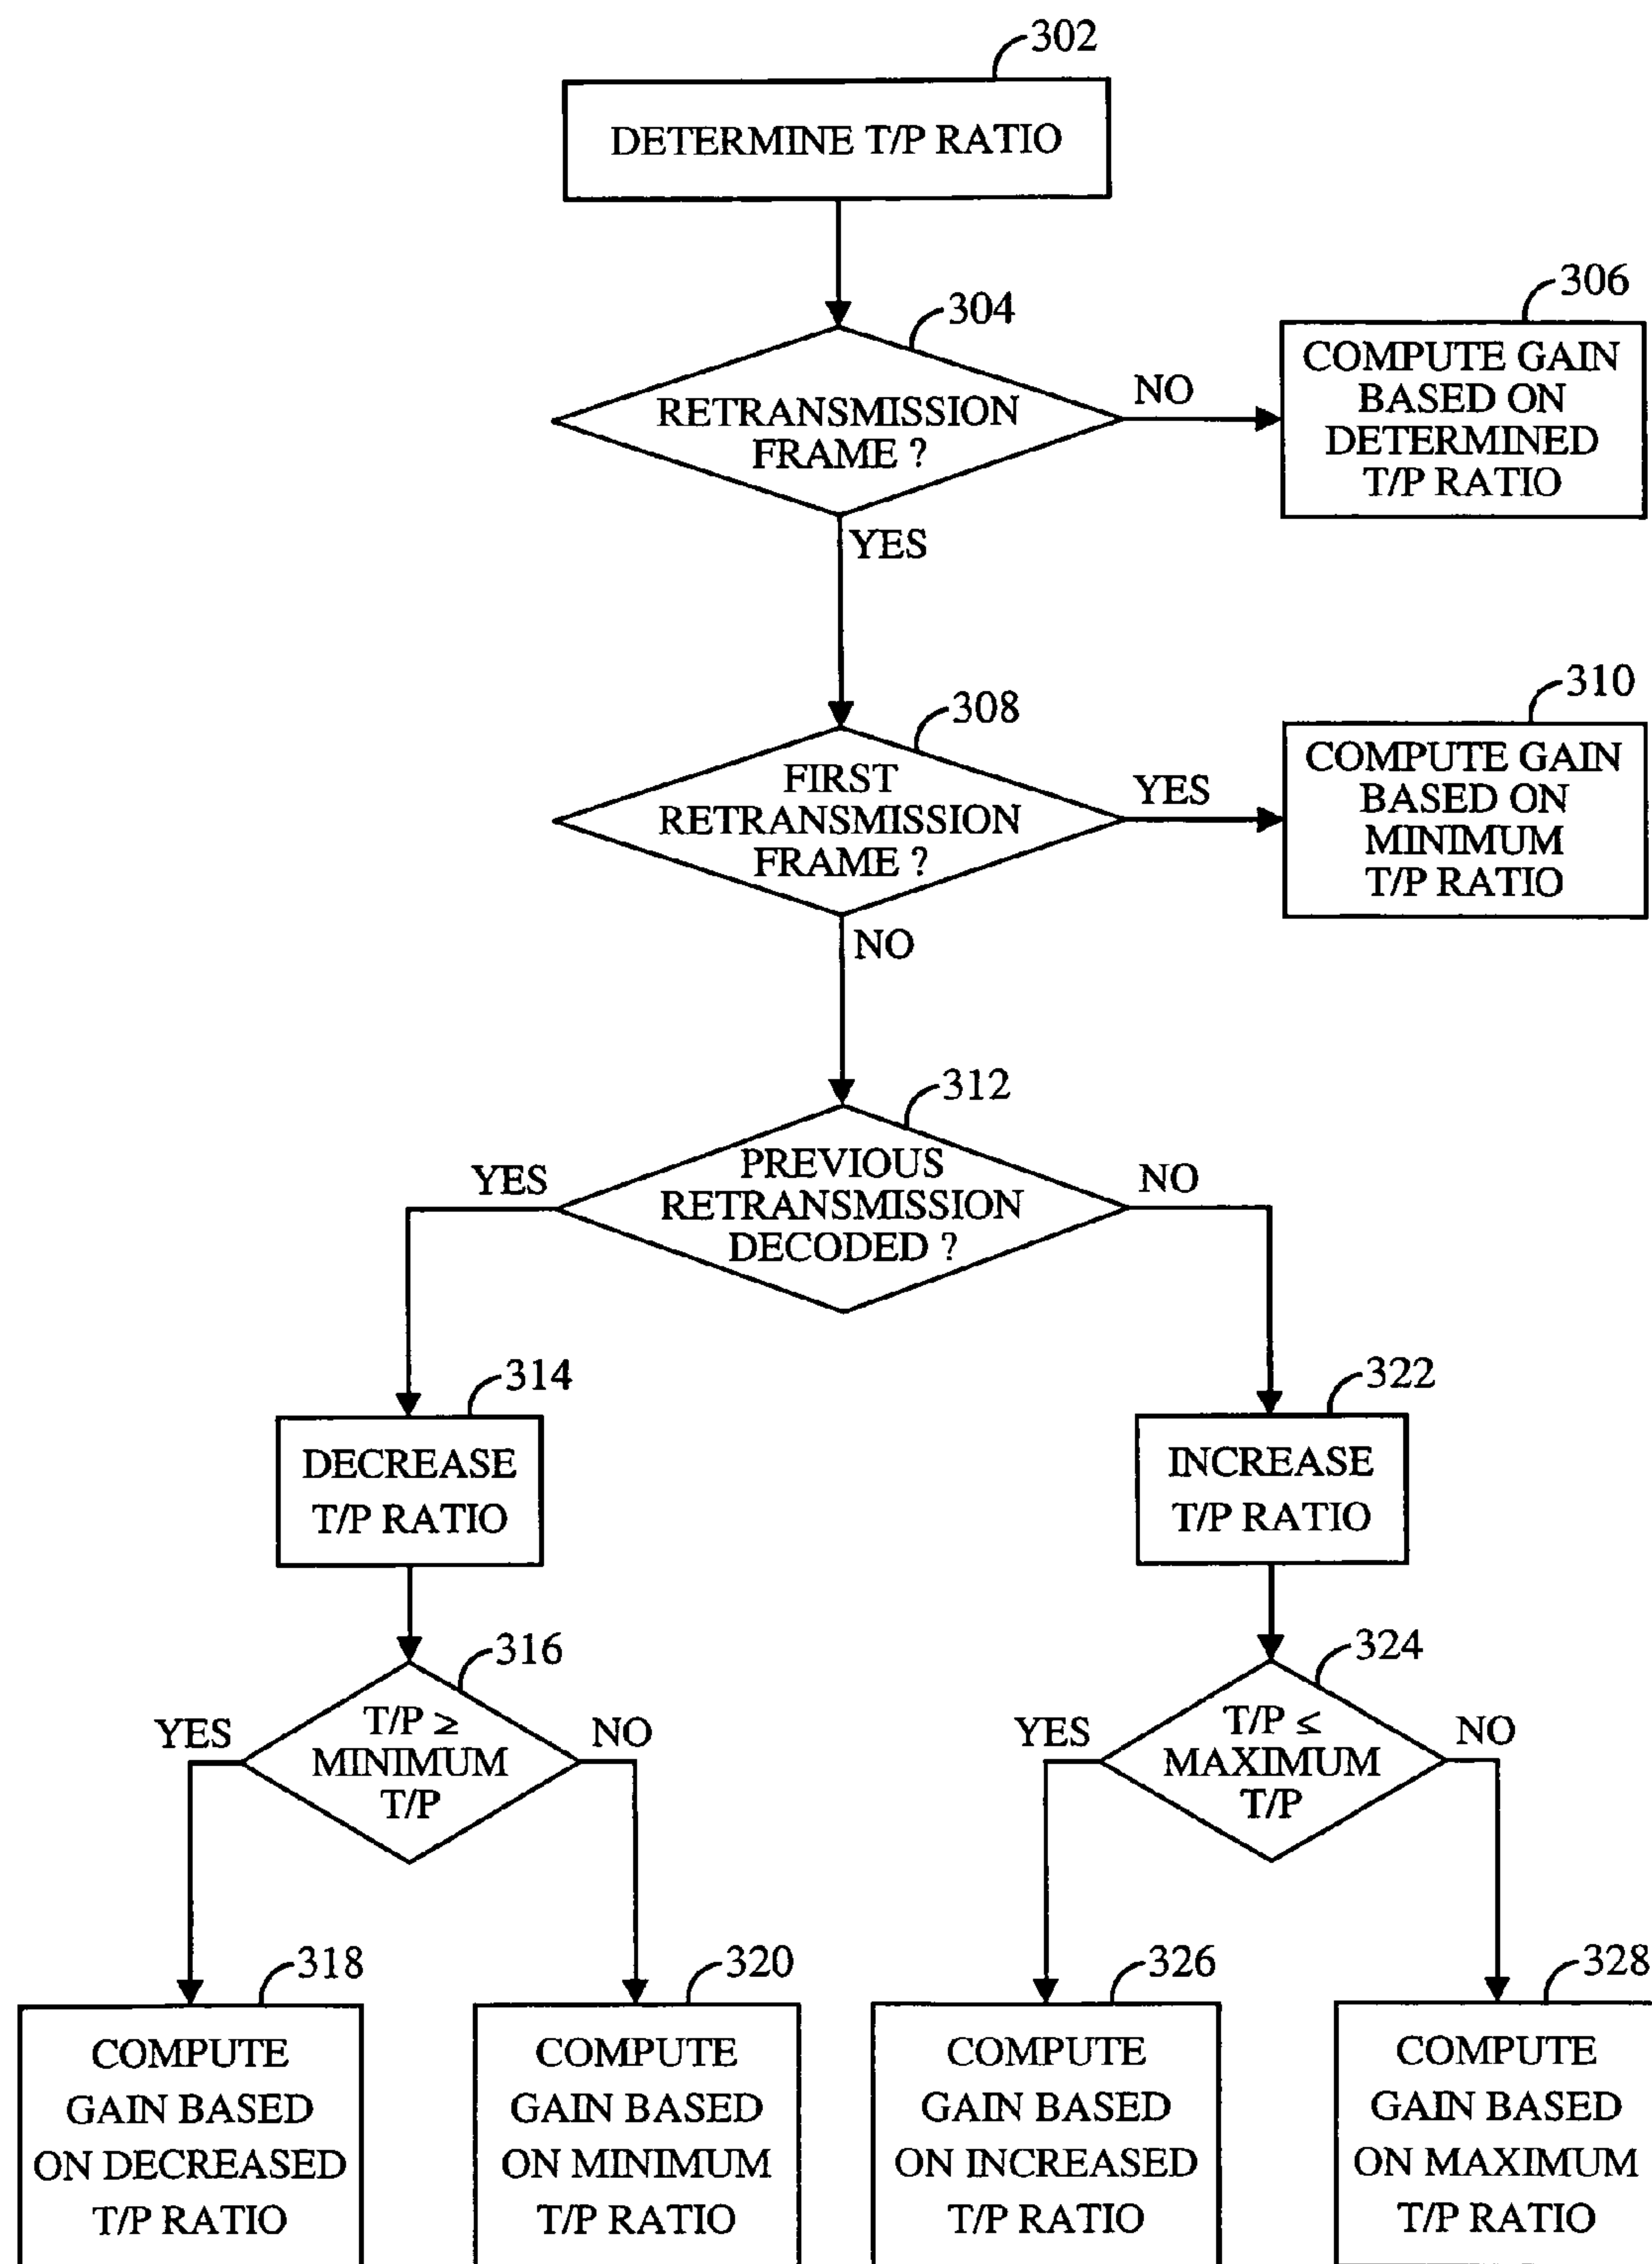 302
DETERMINE T/P RATIO
304
RETRANSMISSION
FRAME ?
NO
306
COMPUTE GAIN
BASED ON
DETERMINED
T/P RATIO
YES
308
FIRST
RETRANSMISSION
FRAME ?
YES
310
COMPUTE GAIN
BASED ON
MINIMUM
T/P RATIO
NO
312
PREVIOUS
RETRANSMISSION
DECODED ?
YES
NO
314
DECREASE
T/P RATIO
322
INCREASE
T/P RATIO
316
T/P ≥
MINIMUM
T/P
YES
NO
324
T/P ≤
MAXIMUM
T/P
YES
NO
318
COMPUTE
GAIN BASED
ON DECREASED
T/P RATIO
320
COMPUTE
GAIN BASED
ON MINIMUM
T/P RATIO
326
COMPUTE
GAIN BASED
ON INCREASED
T/P RATIO
328
COMPUTE
GAIN BASED
ON MAXIMUM
T/P RATIO